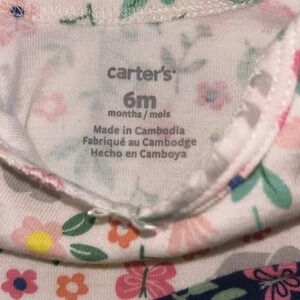 carter's®
6m
months / mois
Made in Cambodia
Fabriqué au Cambodge
Hecho en Camboya